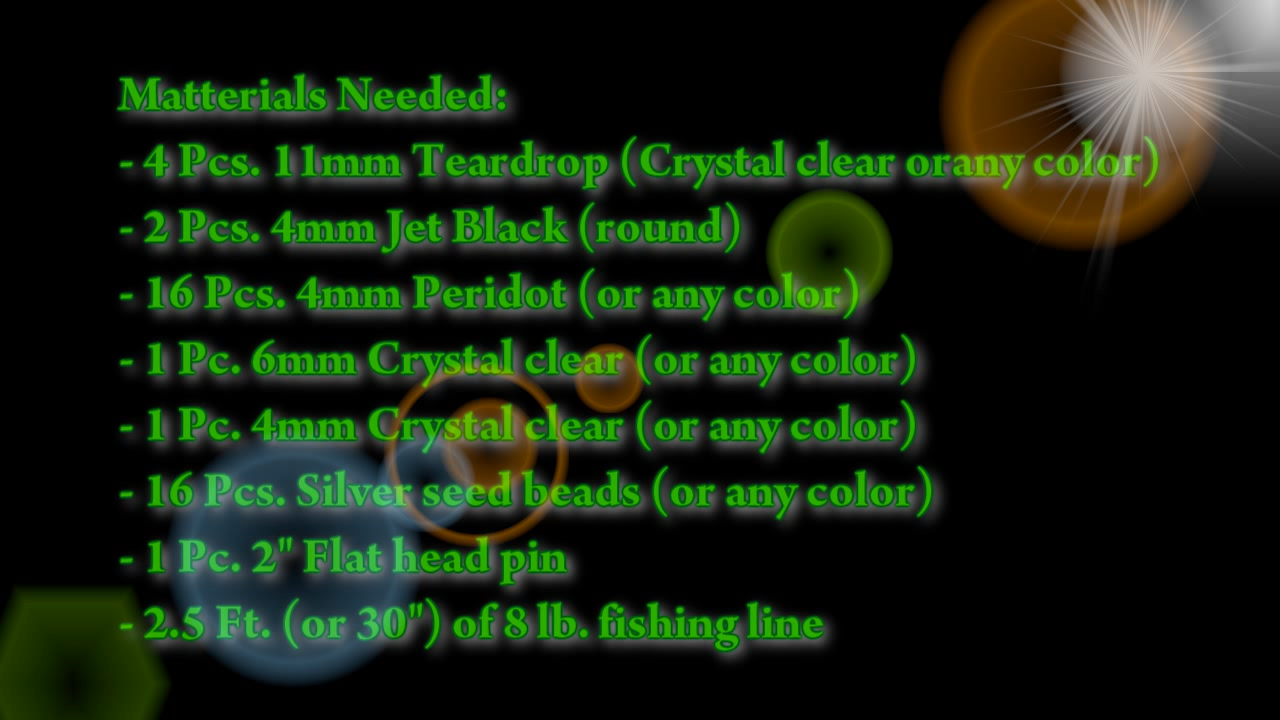 Matterials Needed:
- 4 Pcs. 11mm Teardrop (Crystal clear orany color)
- 2 Pcs. 4mm Jet Black (round)
- 16 Pcs. 4mm Peridot (or any color)
- 1 Pc. 6mm Crystal clear (or any color)
- 1 Pc. 4mm Crystal clear (or any color)
- 16 Pcs. Silver seed beads (or any color)
- 1 Pc. 2" Flat head pin
- 2.5 Ft. (or 30") of 8 lb. fishing line